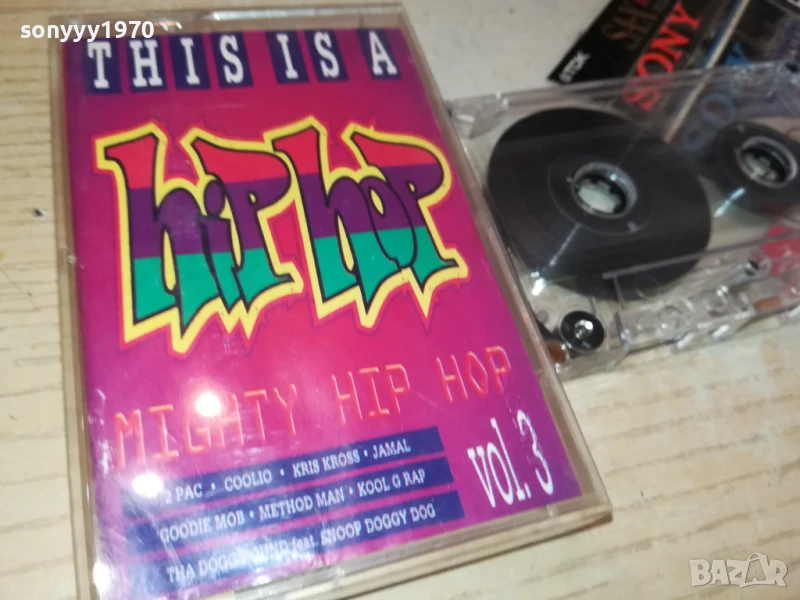 sonyyy1970
THIS IS A
hip hop
MIGHTY HIP HOP
vol. 3
2 PAC • COOLIO • KRIS KROSS • JAMAL
GOODIE MOB • METHOD MAN • KOOL G RAP
THA DOGG POUND feat. SNOOP DOGGY DOG
TDK
SONY
BAZAR